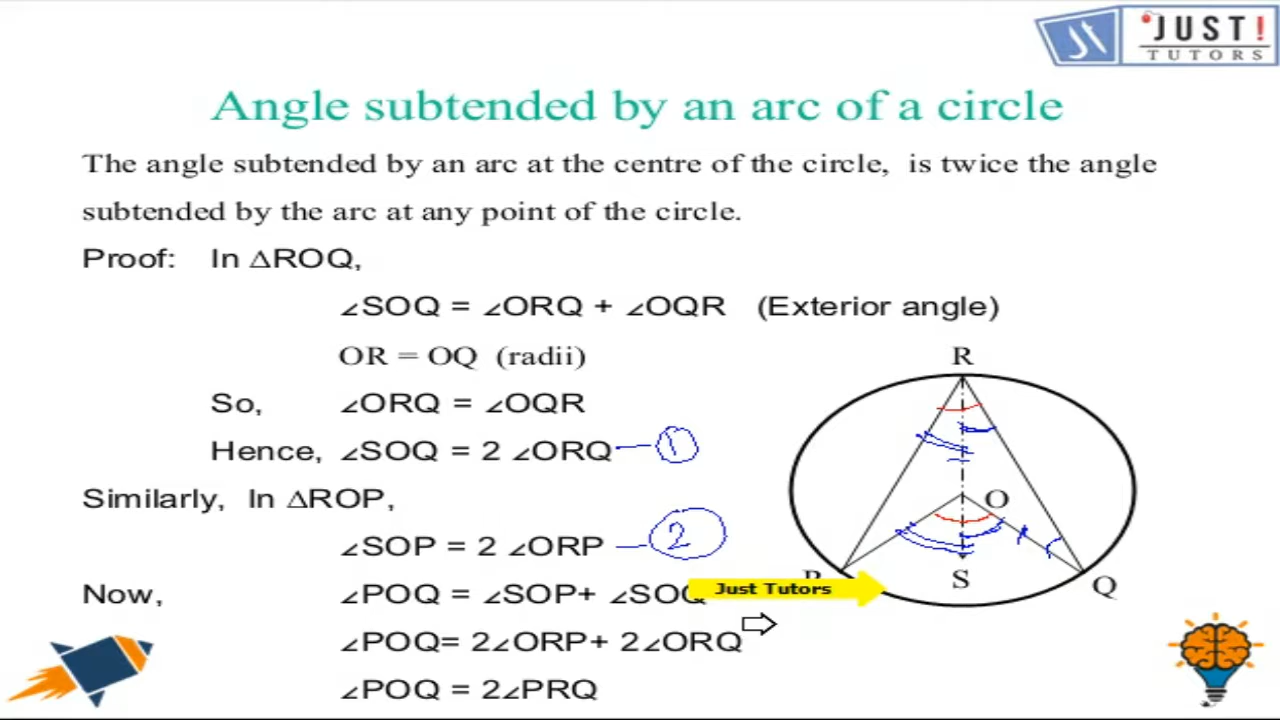 JUST!
TUTORS
Angle subtended by an arc of a circle
The angle subtended by an arc at the centre of the circle, is twice the angle
subtended by the arc at any point of the circle.
Proof: In ∆ROQ,
∠SOQ = ∠ORQ + ∠OQR (Exterior angle)
OR = OQ (radii)
So, ∠ORQ = ∠OQR
Hence, ∠SOQ = 2 ∠ORQ — 1
Similarly, In ∆ROP,
∠SOP = 2 ∠ORP — 2
Now, ∠POQ = ∠SOP+ ∠SOQ
∠POQ= 2∠ORP+ 2∠ORQ
∠POQ = 2∠PRQ
R
O
S
Q
Just Tutors